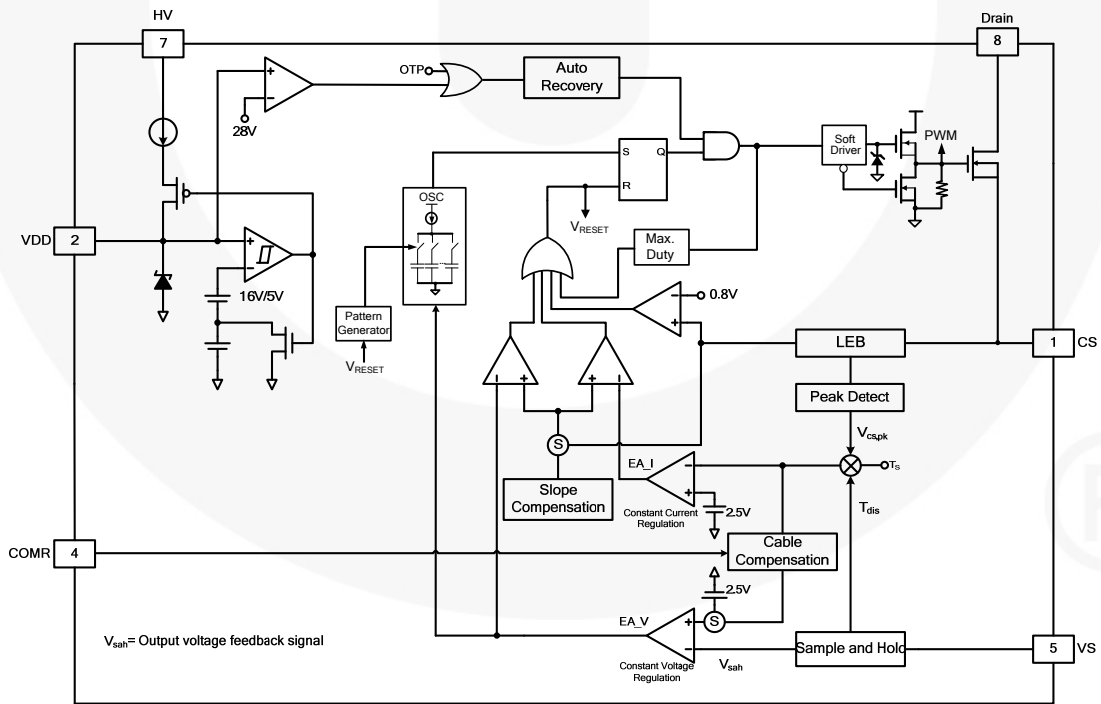 HV
7
Drain
8
OTP
Auto
Recovery
28V
Soft
Driver
PWM
S
Q
R
OSC
VRESET
VDD
2
16V/5V
Max.
Duty
0.8V
Pattern
Generator
VRESET
LEB
1
CS
Peak Detect
Vcs,pk
S
EA_I
TS
Slope
Compensation
Constant Current
Regulation
2.5V
Tdis
COMR
4
Cable
Compensation
2.5V
EA_V
S
Vsah= Output voltage feedback signal
Constant Voltage
Regulation
Vsah
Sample and Hold
5
VS